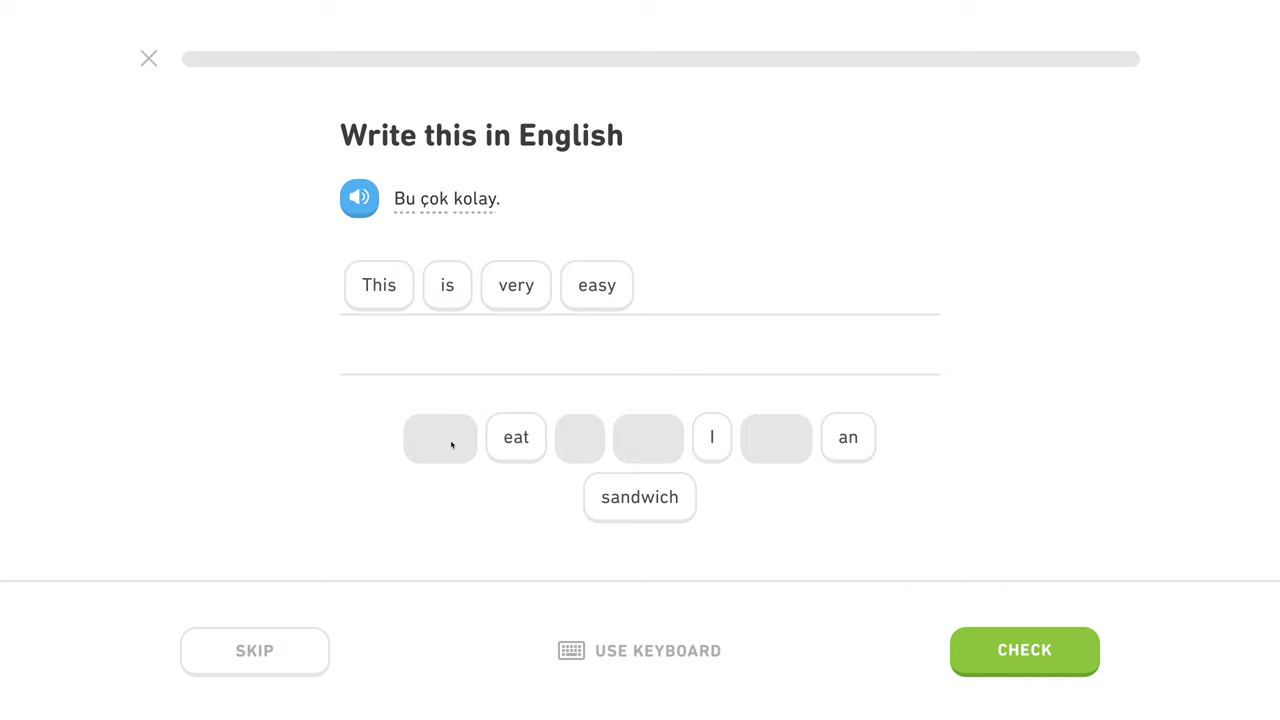 Write this in English
Bu çok kolay.
This is very easy
eat I an
sandwich
SKIP USE KEYBOARD CHECK